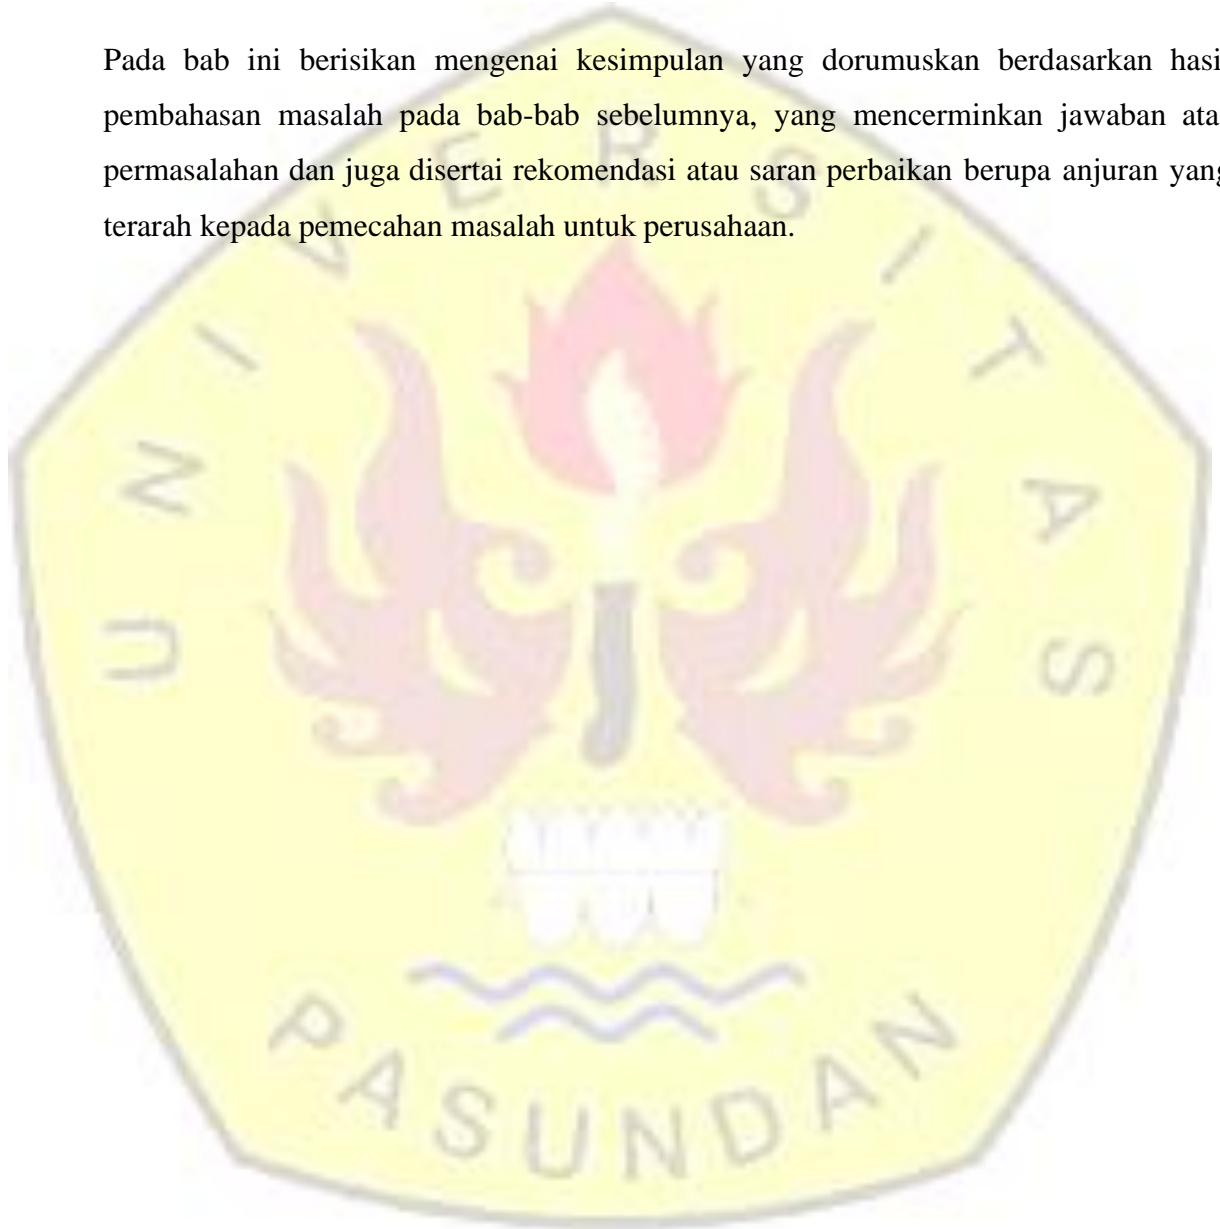 Pada bab ini berisikan mengenai kesimpulan yang dorumuskan berdasarkan hasi
pembahasan masalah pada bab-bab sebelumnya, yang mencerminkan jawaban ata
permasalahan dan juga disertai rekomendasi atau saran perbaikan berupa anjuran yang
terarah kepada pemecahan masalah untuk perusahaan.
UNIVERSITAS
PASUNDAN